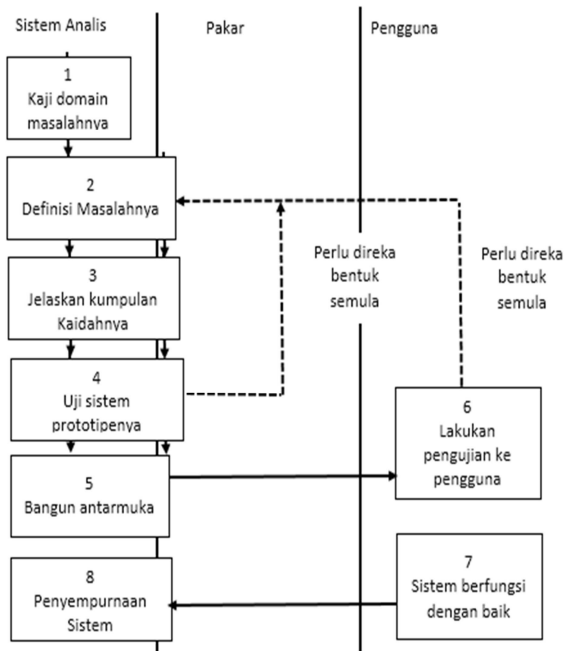 Sistem Analis
Pakar
Pengguna
1
Kaji domain
masalahnya
2
Definisi Masalahnya
3
Jelaskan kumpulan
Kaidahnya
4
Uji sistem
prototipenya
5
Bangun antarmuka
Perlu direka
bentuk
semula
Perlu direka
bentuk
semula
6
Lakukan
pengujian ke
pengguna
7
Sistem berfungsi
dengan baik
8
Penyempurnaan
Sistem